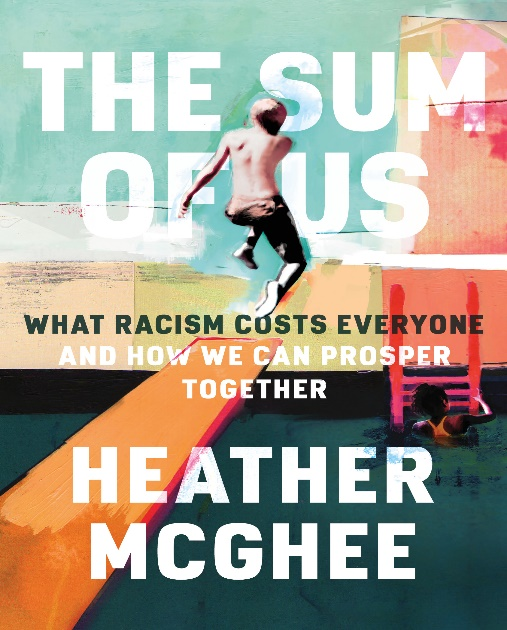 THE SUM
OF US
WHAT RACISM COSTS EVERYONE
AND HOW WE CAN PROSPER
TOGETHER
HEATHER
MCGHEE